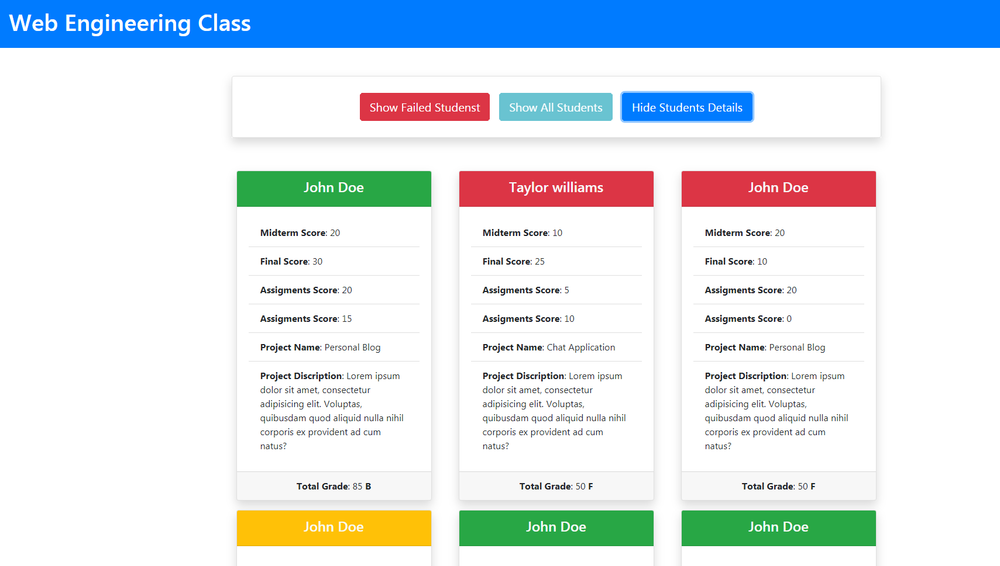 Web Engineering Class
Show Failed Studenst
Show All Students
Hide Students Details
John Doe
Midterm Score: 20
Final Score: 30
Assigments Score: 20
Assigments Score: 15
Project Name: Personal Blog
Project Discription: Lorem ipsum
dolor sit amet, consectetur
adipisicing elit. Voluptas,
quibusdam quod aliquid nulla nihil
corporis ex provident ad cum
natus?
Total Grade: 85 B
Taylor williams
Midterm Score: 10
Final Score: 25
Assigments Score: 5
Assigments Score: 10
Project Name: Chat Application
Project Discription: Lorem ipsum
dolor sit amet, consectetur
adipisicing elit. Voluptas,
quibusdam quod aliquid nulla nihil
corporis ex provident ad cum
natus?
Total Grade: 50 F
John Doe
Midterm Score: 20
Final Score: 10
Assigments Score: 20
Assigments Score: 0
Project Name: Personal Blog
Project Discription: Lorem ipsum
dolor sit amet, consectetur
adipisicing elit. Voluptas,
quibusdam quod aliquid nulla nihil
corporis ex provident ad cum
natus?
Total Grade: 50 F
John Doe
John Doe
John Doe